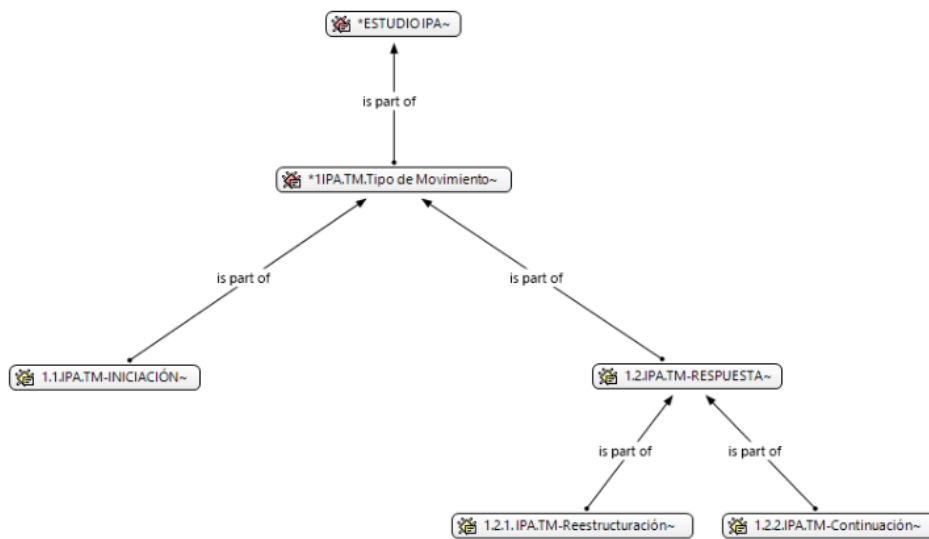 *ESTUDIO IPA~
is part of
*1IPA.TM.Tipo de Movimiento~
is part of
is part of
1.1.IPA.TM-INICIACIÓN~
1.2.IPA.TM-RESPUESTA~
is part of
is part of
1.2.1. IPA.TM-Reestructuración~
1.2.2.IPA.TM-Continuación~